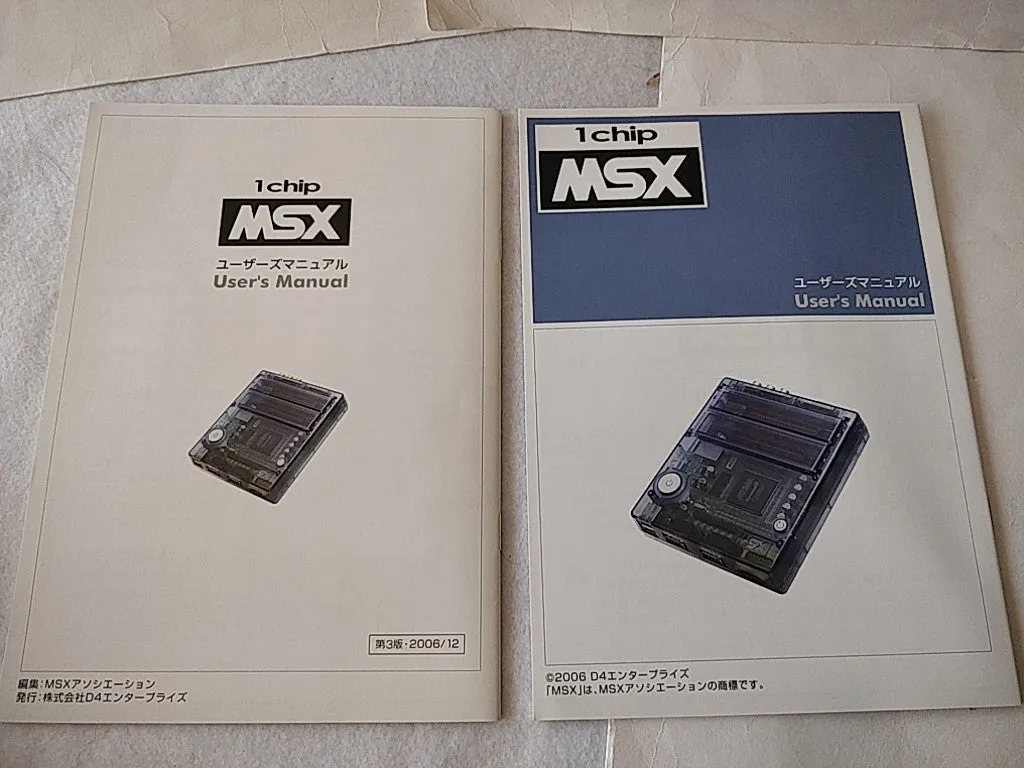 1chip
MSX
ユーザーズマニュアル
User's Manual
第3版・2006/12
編集:MSXアソシエーション
発行:株式会社D4エンタープライズ
1chip
MSX
ユーザーズマニュアル
User's Manual
©2006 D4エンタープライズ
「MSX」は、MSXアソシエーションの商標です。